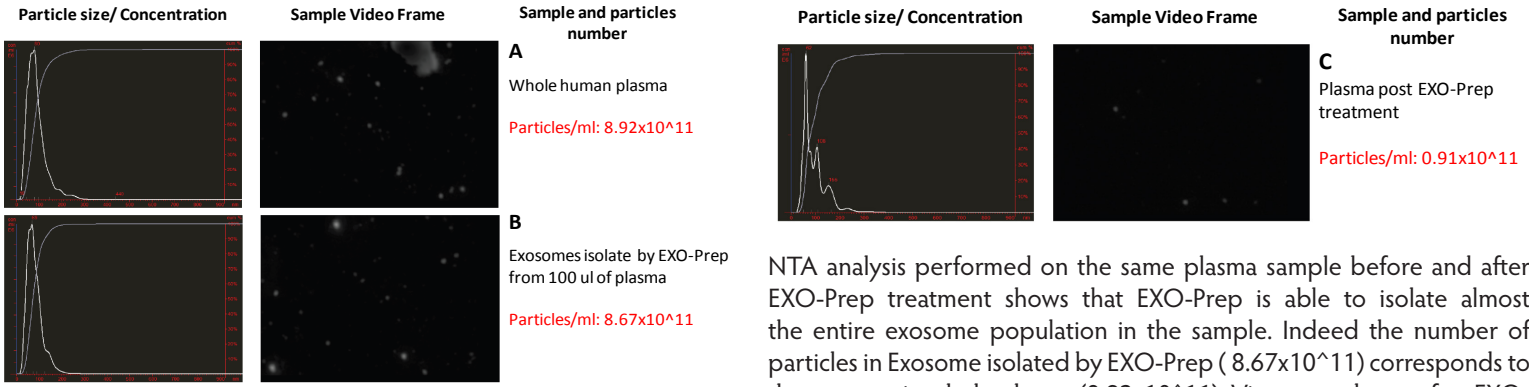 Particle size/ Concentration
Sample Video Frame
Sample and particles
number
A
Whole human plasma
Particles/ml: 8.92x10^11
B
Exosomes isolate by EXO-Prep
from 100 ul of plasma
Particles/ml: 8.67x10^11
Particle size/ Concentration
Sample Video Frame
Sample and particles
number
C
Plasma post EXO-Prep
treatment
Particles/ml: 0.91x10^11
NTA analysis performed on the same plasma sample before and after
EXO-Prep treatment shows that EXO-Prep is able to isolate almost
the entire exosome population in the sample. Indeed the number of
particles in Exosome isolated by EXO-Prep ( 8.67x10^11) corresponds to